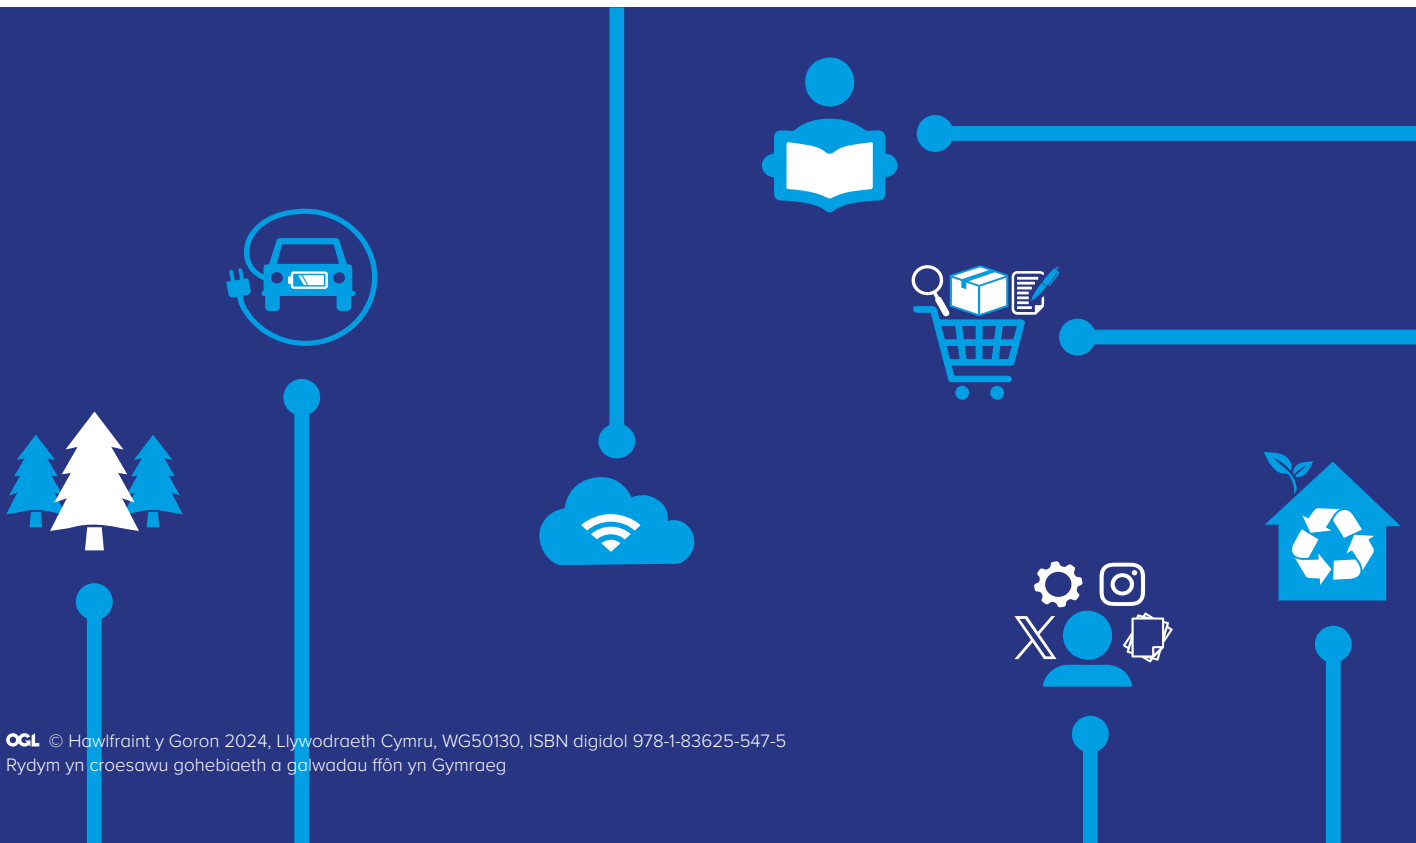 OGL © Hawlfraint y Goron 2024, Llywodraeth Cymru, WG50130, ISBN digidol 978-1-83625-547-5
Rydym yn croesawu gohebiaeth a galwadau ffôn yn Gymraeg